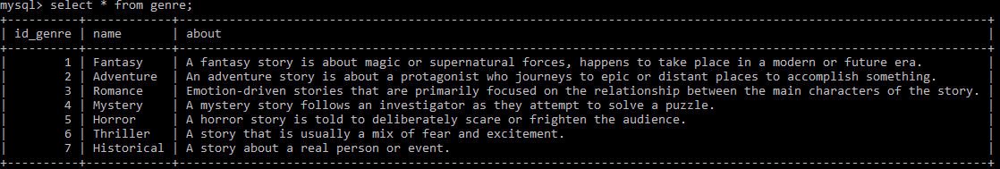 mysql> select * from genre;
+----------+------------+----------------------------------------------------------------------------------------------------------------+
| id_genre | name       | about                                                                                                          |
+----------+------------+----------------------------------------------------------------------------------------------------------------+
|        1 | Fantasy    | A fantasy story is about magic or supernatural forces, happens to take place in a modern or future era.        |
|        2 | Adventure  | An adventure story is about a protagonist who journeys to epic or distant places to accomplish something.      |
|        3 | Romance    | Emotion-driven stories that are primarily focused on the relationship between the main characters of the story. |
|        4 | Mystery    | A mystery story follows an investigator as they attempt to solve a puzzle.                                     |
|        5 | Horror     | A horror story is told to deliberately scare or frighten the audience.                                         |
|        6 | Thriller   | A story that is usually a mix of fear and excitement.                                                          |
|        7 | Historical | A story about a real person or event.                                                                          |
+----------+------------+----------------------------------------------------------------------------------------------------------------+